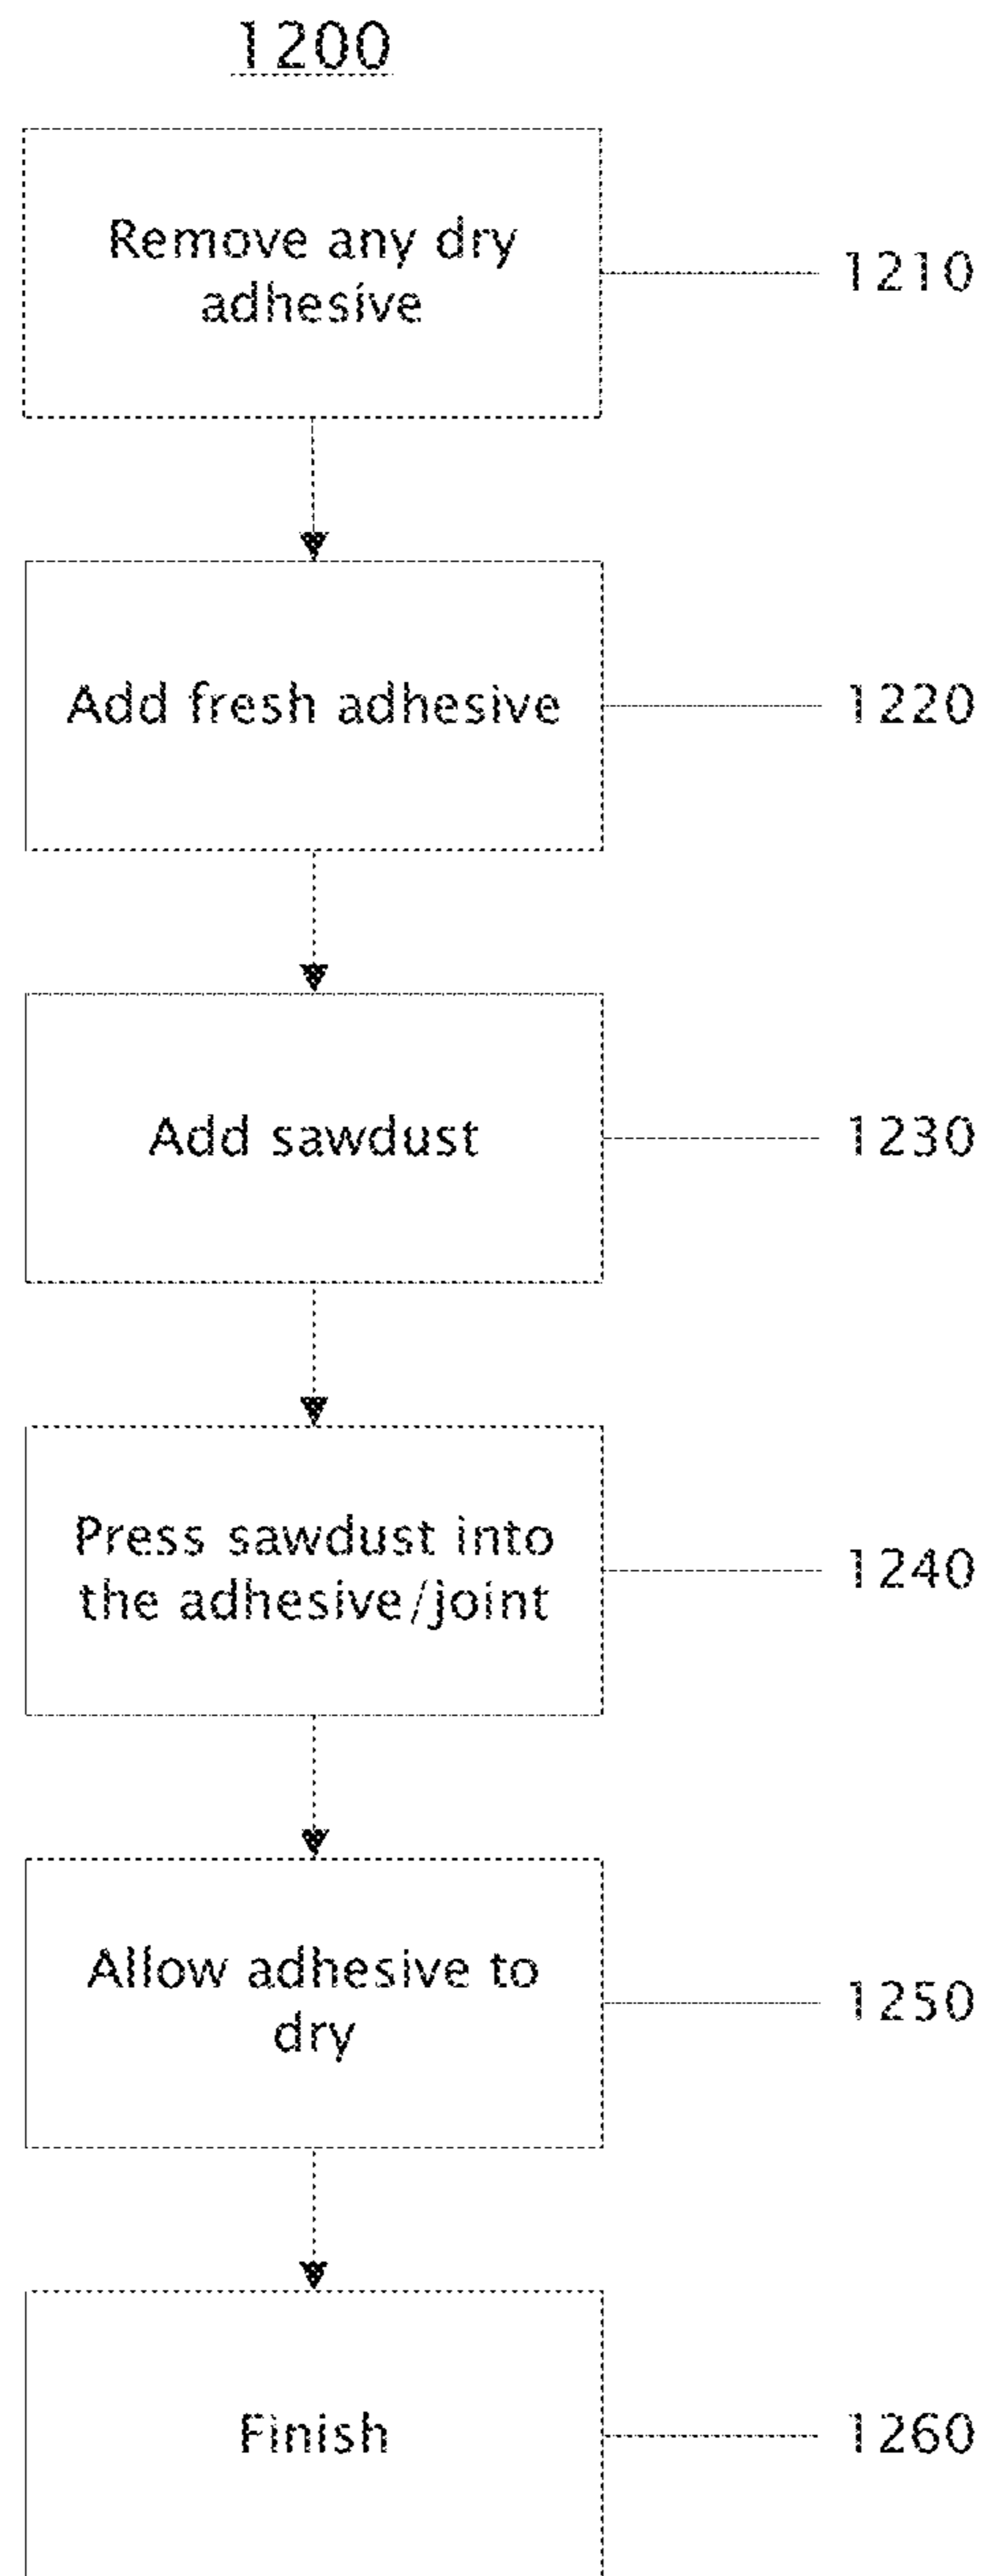 1200
Remove any dry
adhesive
1210
Add fresh adhesive
1220
Add sawdust
1230
Press sawdust into
the adhesive/joint
1240
Allow adhesive to
dry
1250
Finish
1260